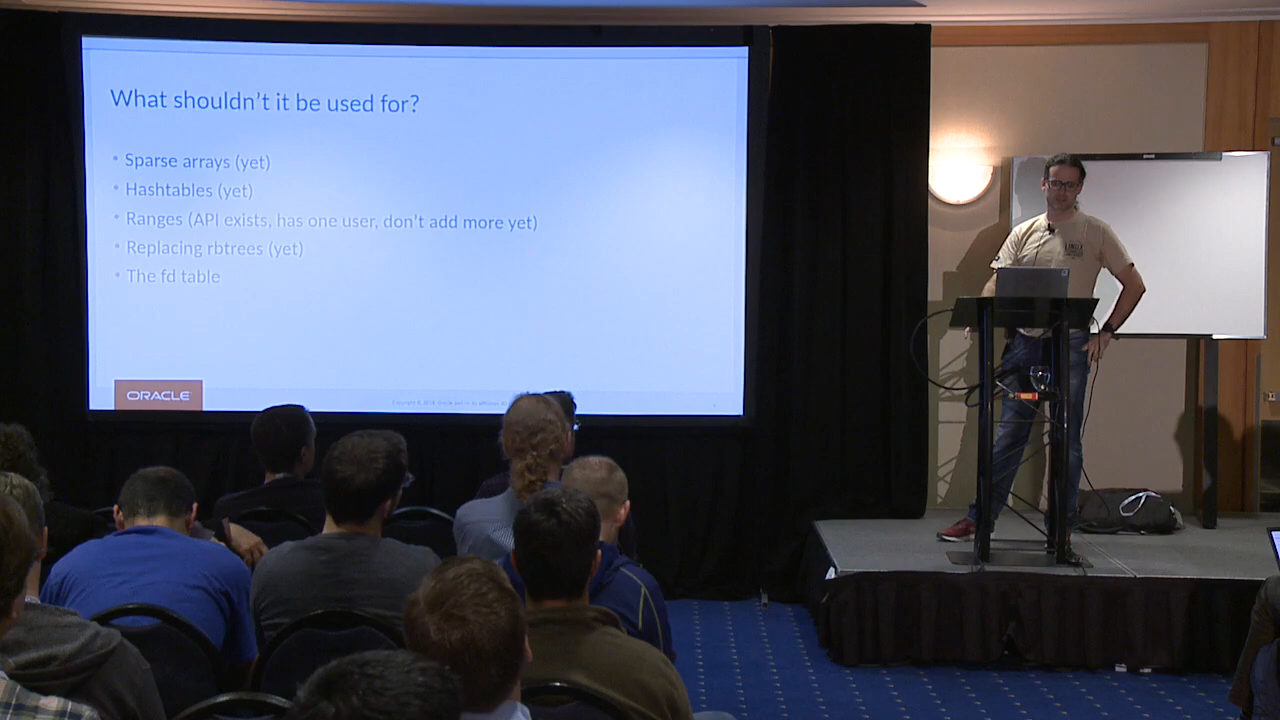 What shouldn't it be used for?
• Sparse arrays (yet)
• Hashtables (yet)
• Ranges (API exists, has one user, don't add more yet)
• Replacing rbtrees (yet)
• The fd table
ORACLE